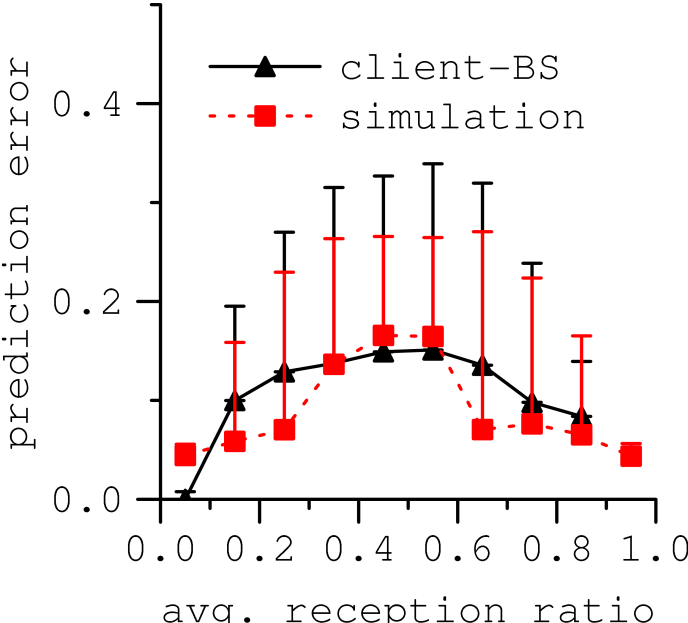 client-BS
simulation
prediction error
0.4
0.2
0.0
0.0 0.2 0.4 0.6 0.8 1.0
avg. reception ratio